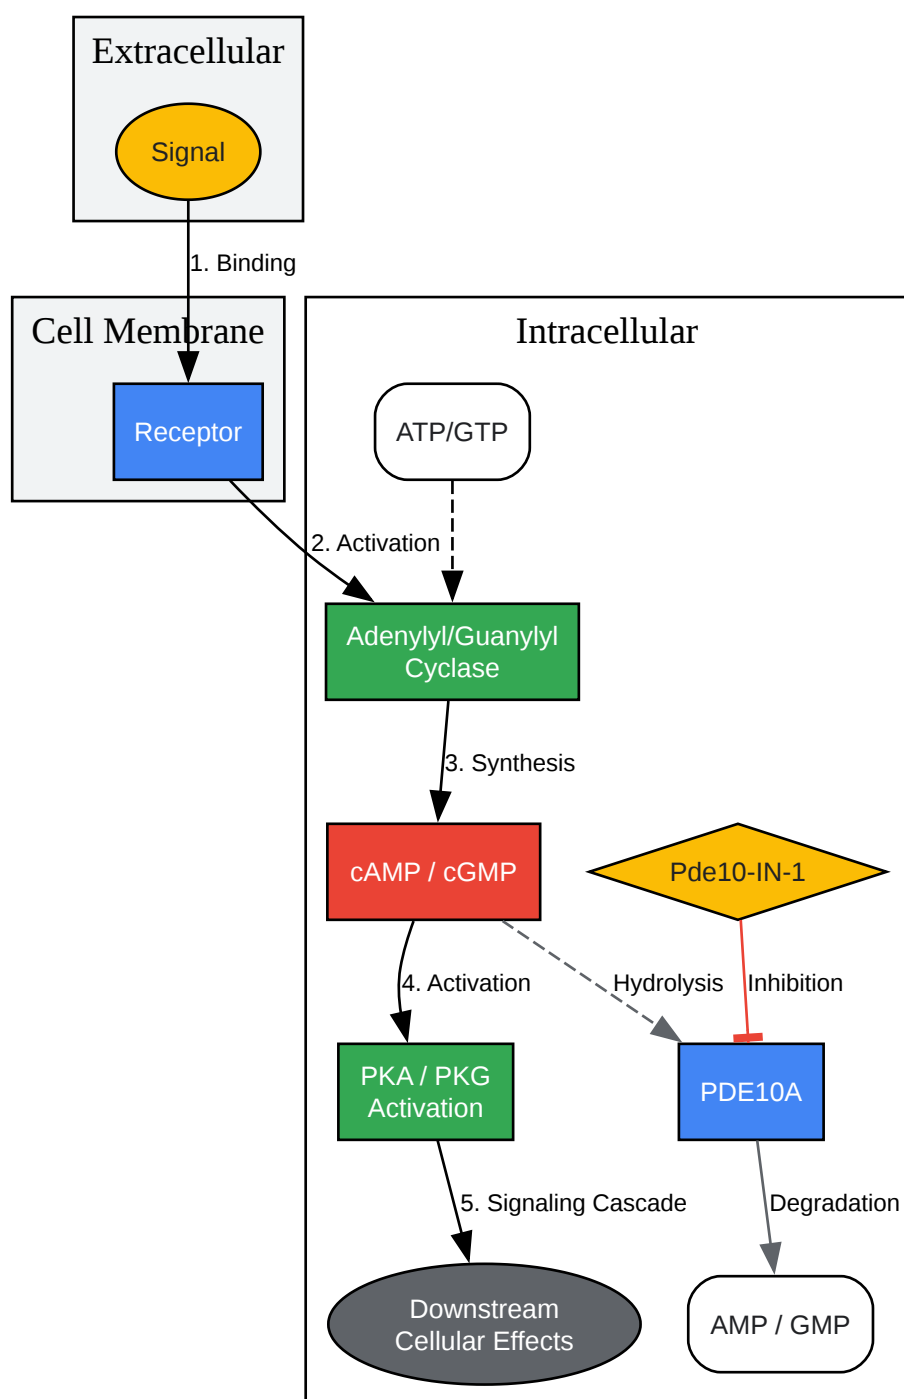 Extracellular
Signal
1. Binding
Cell Membrane
Intracellular
Receptor
ATP/GTP
2. Activation
Adenylyl/Guanylyl
Cyclase
3. Synthesis
cAMP / cGMP
Pde10-IN-1
4. Activation
Hydrolysis
Inhibition
PKA / PKG
Activation
PDE10A
5. Signaling Cascade
Degradation
Downstream
Cellular Effects
AMP / GMP